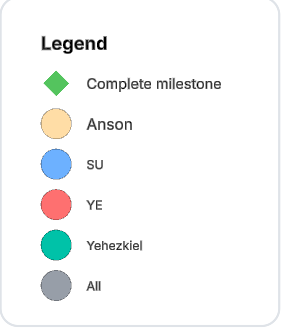 Legend
Complete milestone
Anson
SU
YE
Yehezkiel
All